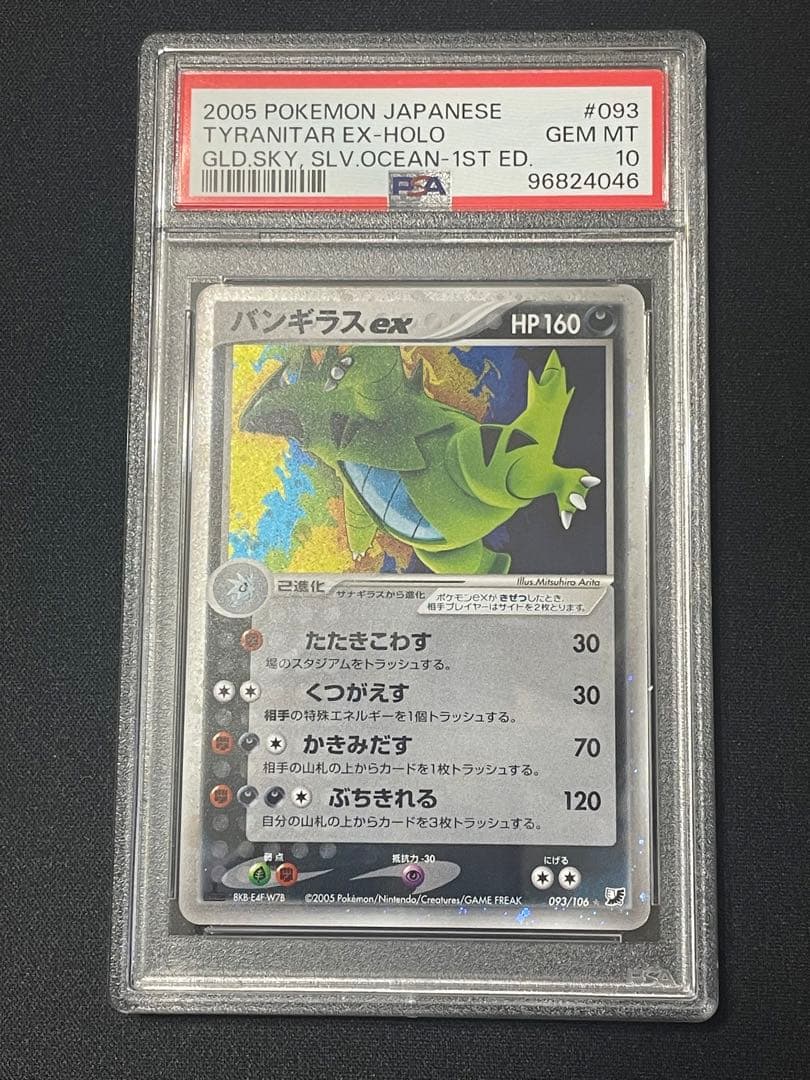 2005 POKEMON JAPANESE #093
TYRANITAR EX-HOLO GEM MT
GLD.SKY, SLV.OCEAN-1ST ED. 10
PSA 96824046
バンギラスex HP160
Illus.Mitsuhiro Arita
2進化 サナギラスから進化
ポケモンexが きぜつしたとき、
相手プレイヤーはサイドを2枚とります。
たたきこわす 30
場のスタジアムをトラッシュする。
くつがえす 30
相手の特殊エネルギーを1個トラッシュする。
かきみだす 70
相手の山札の上からカードを1枚トラッシュする。
ぶちきれる 120
自分の山札の上からカードを3枚トラッシュする。
弱点 抵抗力 -30 にげる
8KB-E4F-W7B ©2005 Pokémon/Nintendo/Creatures/GAME FREAK 093/106 ★
PSA